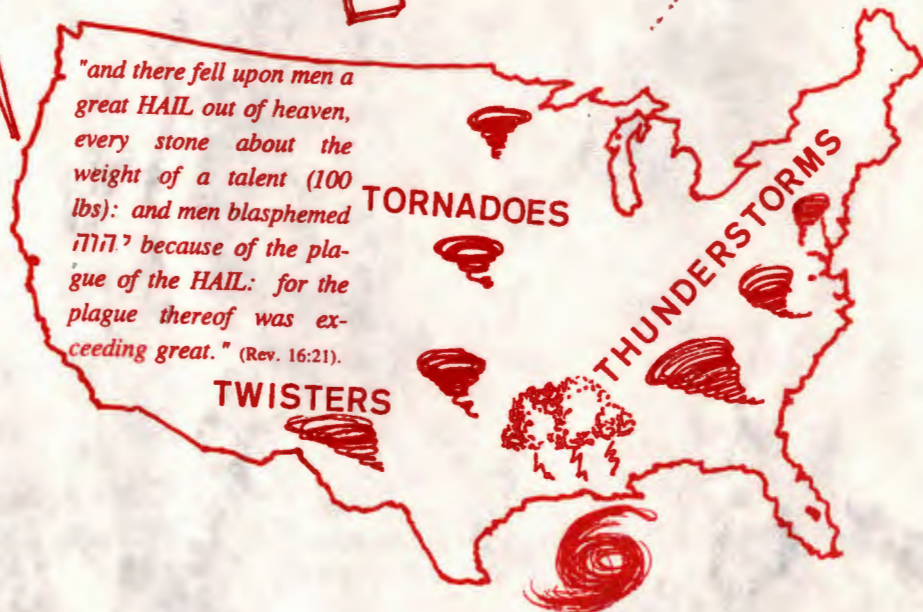 "and there fell upon men a
great HAIL out of heaven,
every stone about the
weight of a talent (100
lbs): and men blasphemed
יהוה because of the pla-
gue of the HAIL: for the
plague thereof was ex-
ceeding great." (Rev. 16:21).
TORNADOES
THUNDERSTORMS
TWISTERS